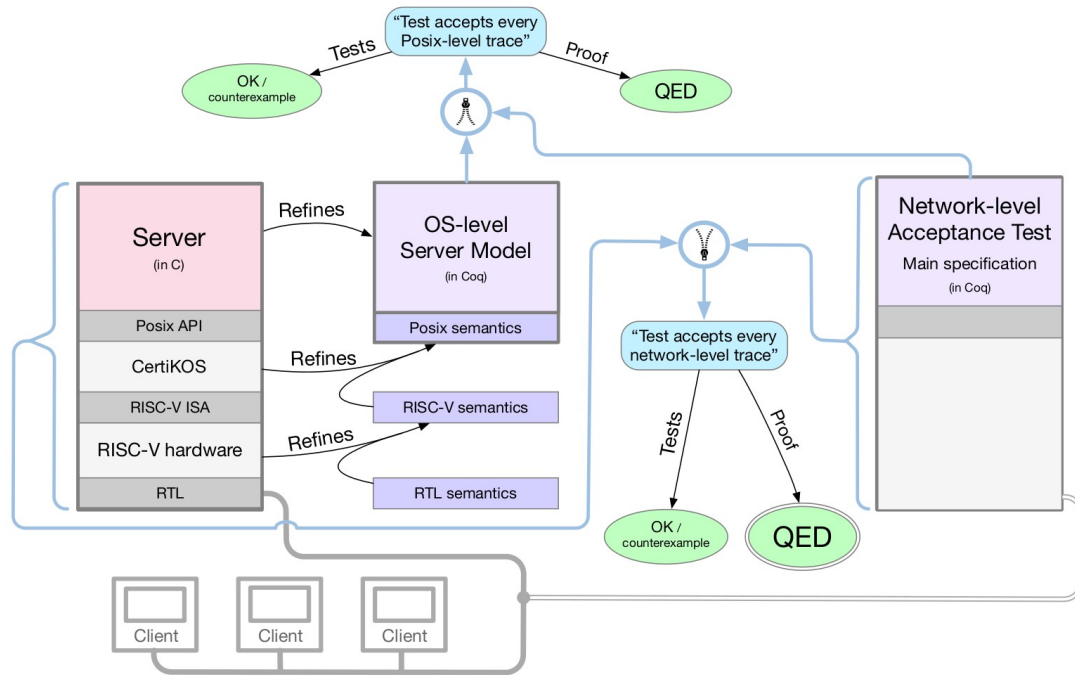 “Test accepts every
Posix-level trace”
Tests
Proof
OK /
counterexample
QED
Server
(in C)
Posix API
CertiKOS
RISC-V ISA
RISC-V hardware
RTL
Refines
OS-level
Server Model
(in Coq)
Posix semantics
Refines
RISC-V semantics
Refines
RTL semantics
Network-level
Acceptance Test
Main specification
(in Coq)
“Test accepts every
network-level trace”
Tests
Proof
OK /
counterexample
QED
Client
Client
Client